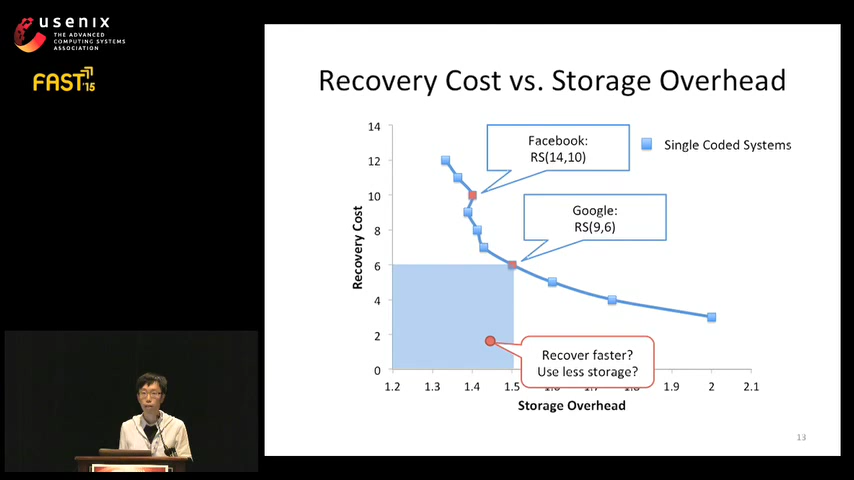 usenix
THE ADVANCED
COMPUTING SYSTEMS
ASSOCIATION
FAST '15
Recovery Cost vs. Storage Overhead
14
12
10
8
6
4
2
0
Recovery Cost
Facebook:
RS(14,10)
Google:
RS(9,6)
Single Coded Systems
Recover faster?
Use less storage?
1.2 1.3 1.4 1.5 1.6 1.7 1.8 1.9 2 2.1
Storage Overhead
13